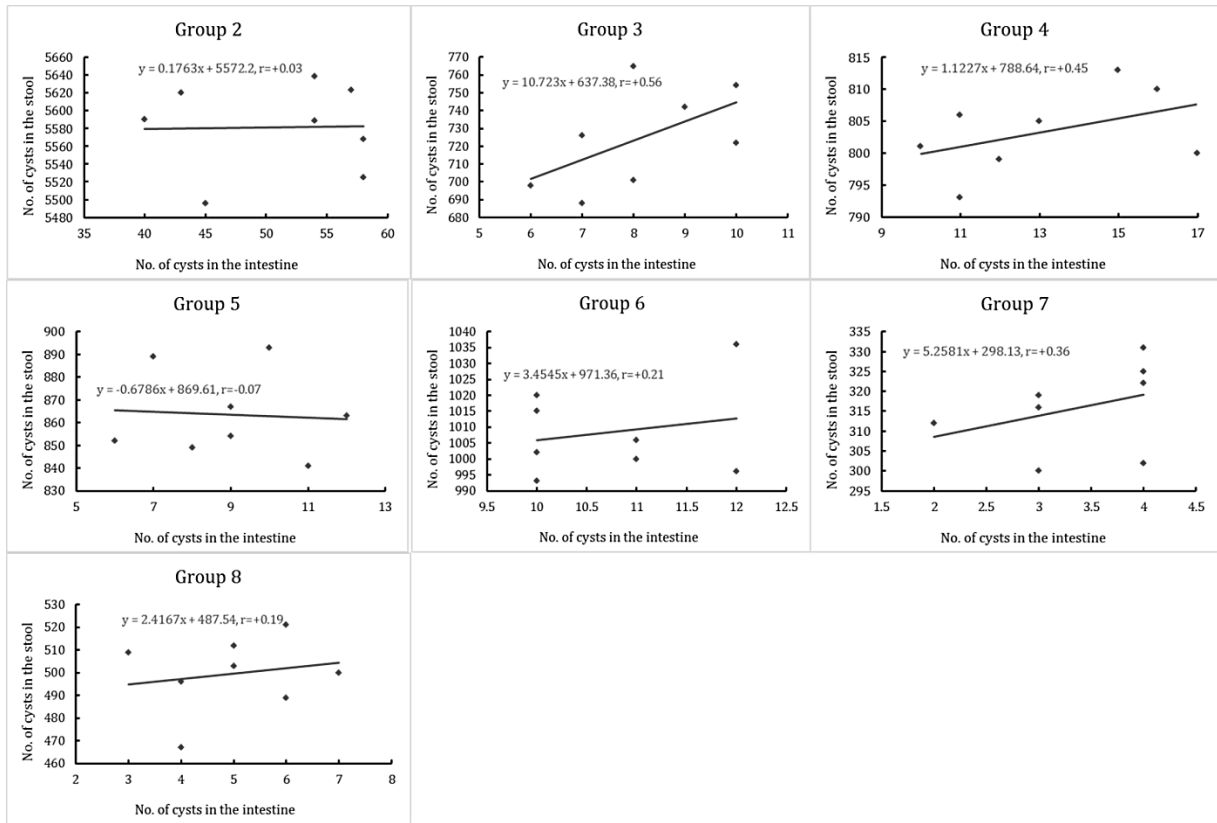 Group 2
y = 0.1763x + 5572.2, r=+0.03
No. of cysts in the stool
5660
5640
5620
5600
5580
5560
5540
5520
5500
5480
35 40 45 50 55 60
No. of cysts in the intestine
Group 3
y = 10.723x + 637.38, r=+0.56
No. of cysts in the stool
770
760
750
740
730
720
710
700
690
680
5 6 7 8 9 10 11
No. of cysts in the intestine
Group 4
y = 1.1227x + 788.64, r=+0.45
No. of cysts in the stool
815
810
805
800
795
790
9 11 13 15 17
No. of cysts in the intestine
Group 5
y = -0.6786x + 869.61, r=-0.07
No. of cysts in the stool
900
890
880
870
860
850
840
830
5 7 9 11 13
No. of cysts in the intestine
Group 6
y = 3.4545x + 971.36, r=+0.21
No. of cysts in the stool
1040
1035
1030
1025
1020
1015
1010
1005
1000
995
990
9.5 10 10.5 11 11.5 12 12.5
No. of cysts in the intestine
Group 7
y = 5.2581x + 298.13, r=+0.36
No. of cysts in the stool
335
330
325
320
315
310
305
300
295
1.5 2 2.5 3 3.5 4 4.5
No. of cysts in the intestine
Group 8
y = 2.4167x + 487.54, r=+0.19
No. of cysts in the stool
530
520
510
500
490
480
470
460
2 3 4 5 6 7 8
No. of cysts in the intestine